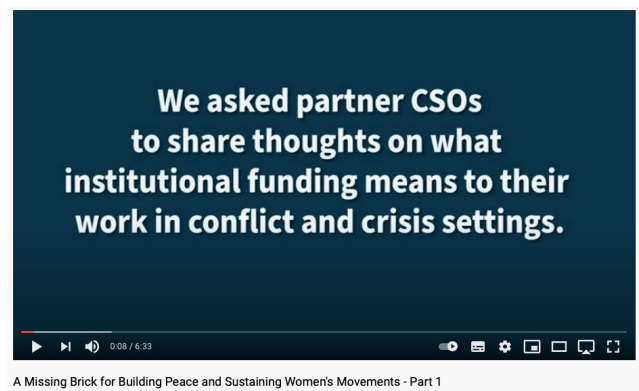 We asked partner CSOs
to share thoughts on what
institutional funding means to their
work in conflict and crisis settings.
0:08 / 6:33
A Missing Brick for Building Peace and Sustaining Women's Movements - Part 1